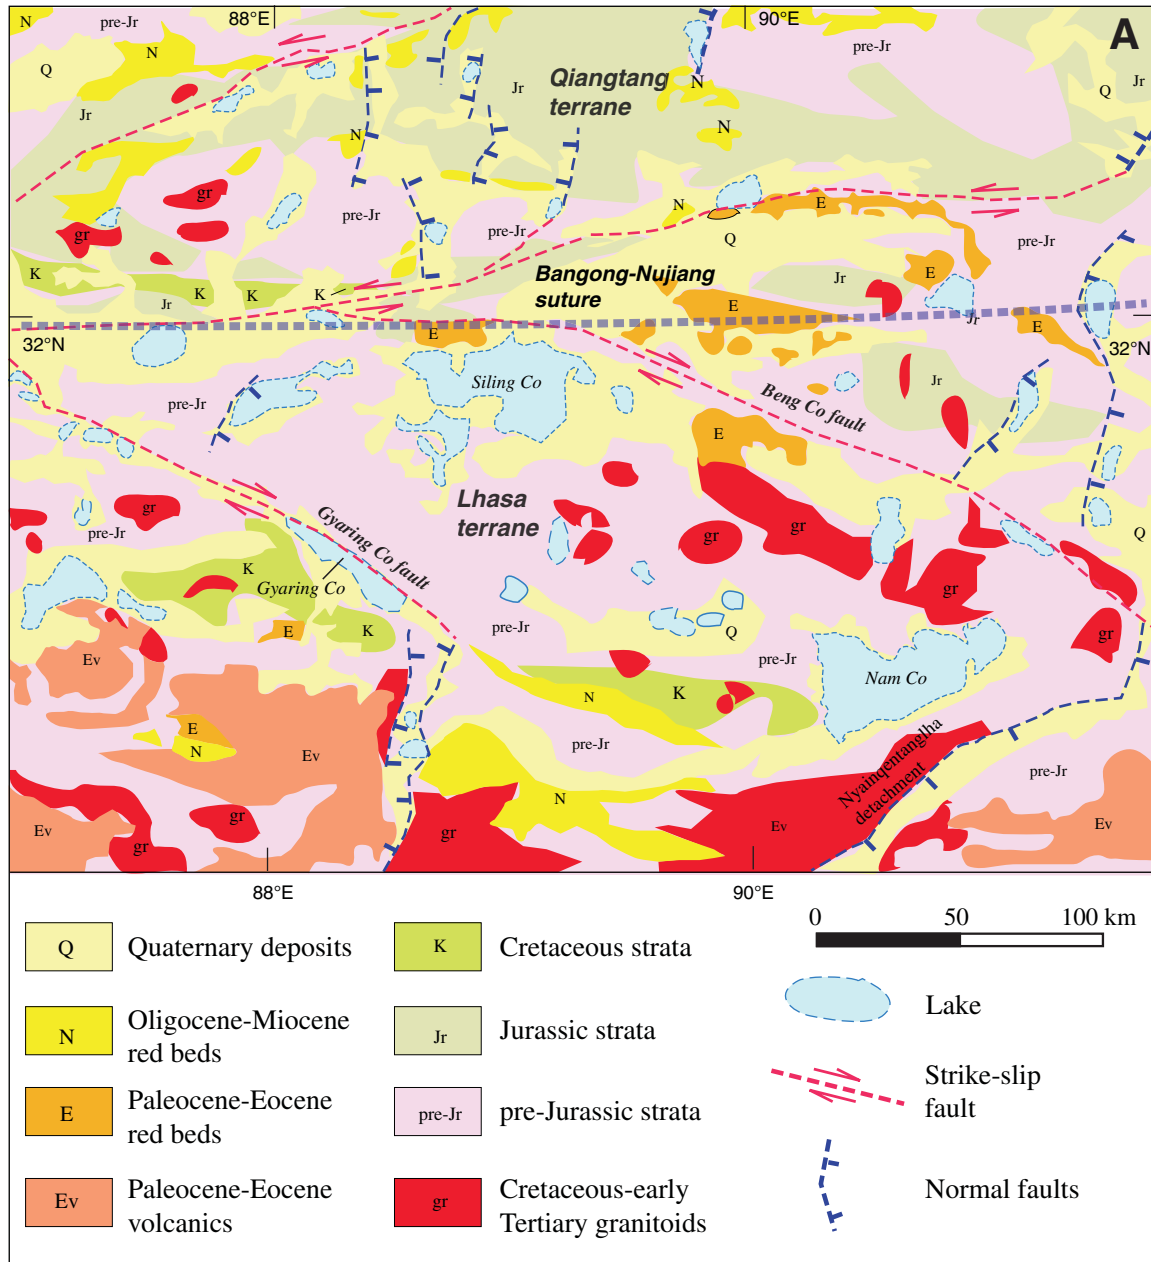 88°E
90°E
A
N
pre-Jr
N
Q
pre-Jr
Jr
Q
Jr
Qiangtang
terrane
N
Jr
N
N
gr
pre-Jr
N
E
pre-Jr
gr
Q
pre-Jr
K
K
K
K
Jr
Bangong-Nujiang
suture
Jr
E
E
Jr
E
E
32°N
32°N
Siling Co
pre-Jr
Jr
Beng Co fault
E
Lhasa
terrane
gr
pre-Jr
Gyaring Co fault
gr
gr
Q
K
Gyaring Co
gr
E
K
pre-Jr
Q
gr
Ev
pre-Jr
Nam Co
K
N
E
N
Ev
pre-Jr
Nyainqentanglha
detachment
pre-Jr
N
Ev
gr
gr
gr
Ev
Ev
88°E
90°E
Q Quaternary deposits
N Oligocene-Miocene
red beds
E Paleocene-Eocene
red beds
Ev Paleocene-Eocene
volcanics
K Cretaceous strata
Jr Jurassic strata
pre-Jr pre-Jurassic strata
gr Cretaceous-early
Tertiary granitoids
0 50 100 km
Lake
Strike-slip
fault
Normal faults